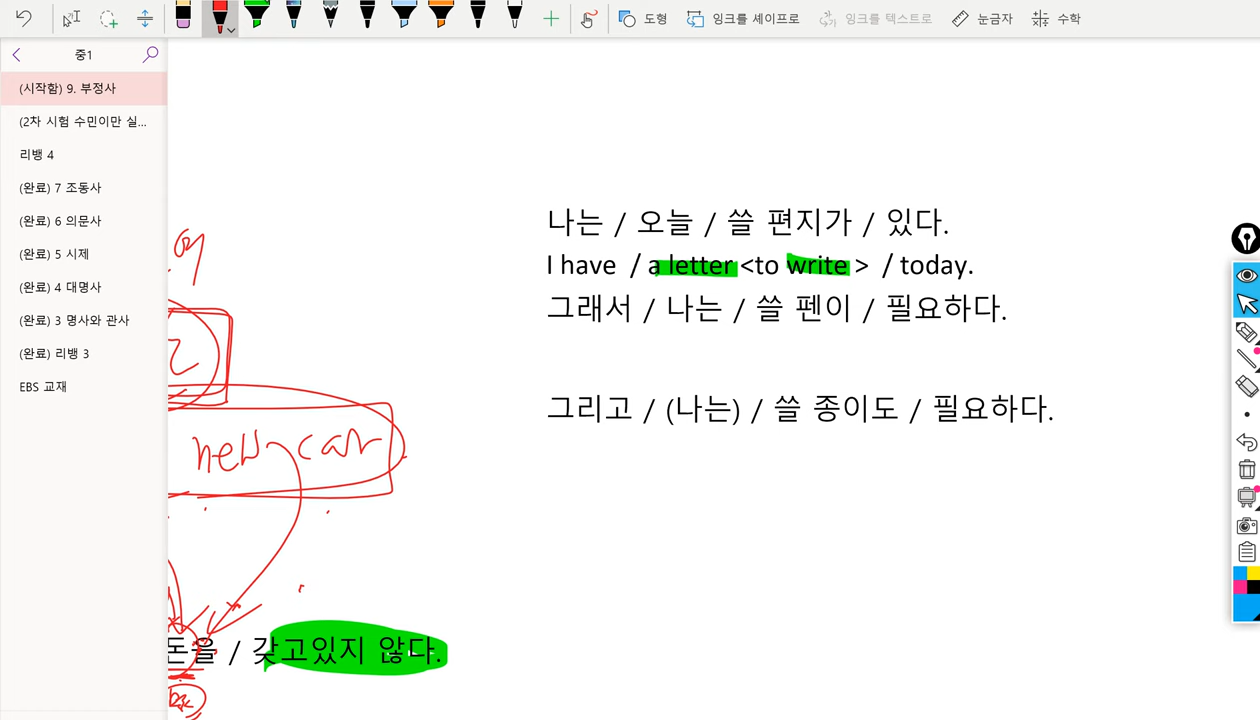 도형
잉크를 셰이프로
잉크를 텍스트로
눈금자
수학
중1
(시작함) 9. 부정사
(2차 시험 수민이만 실...
리뱅 4
(완료) 7 조동사
(완료) 6 의문사
(완료) 5 시제
(완료) 4 대명사
(완료) 3 명사와 관사
(완료) 리뱅 3
EBS 교재
new car
돈을 / 갖고있지 않다.
나는 / 오늘 / 쓸 편지가 / 있다.
I have / a letter <to write > / today.
그래서 / 나는 / 쓸 펜이 / 필요하다.
그리고 / (나는) / 쓸 종이도 / 필요하다.